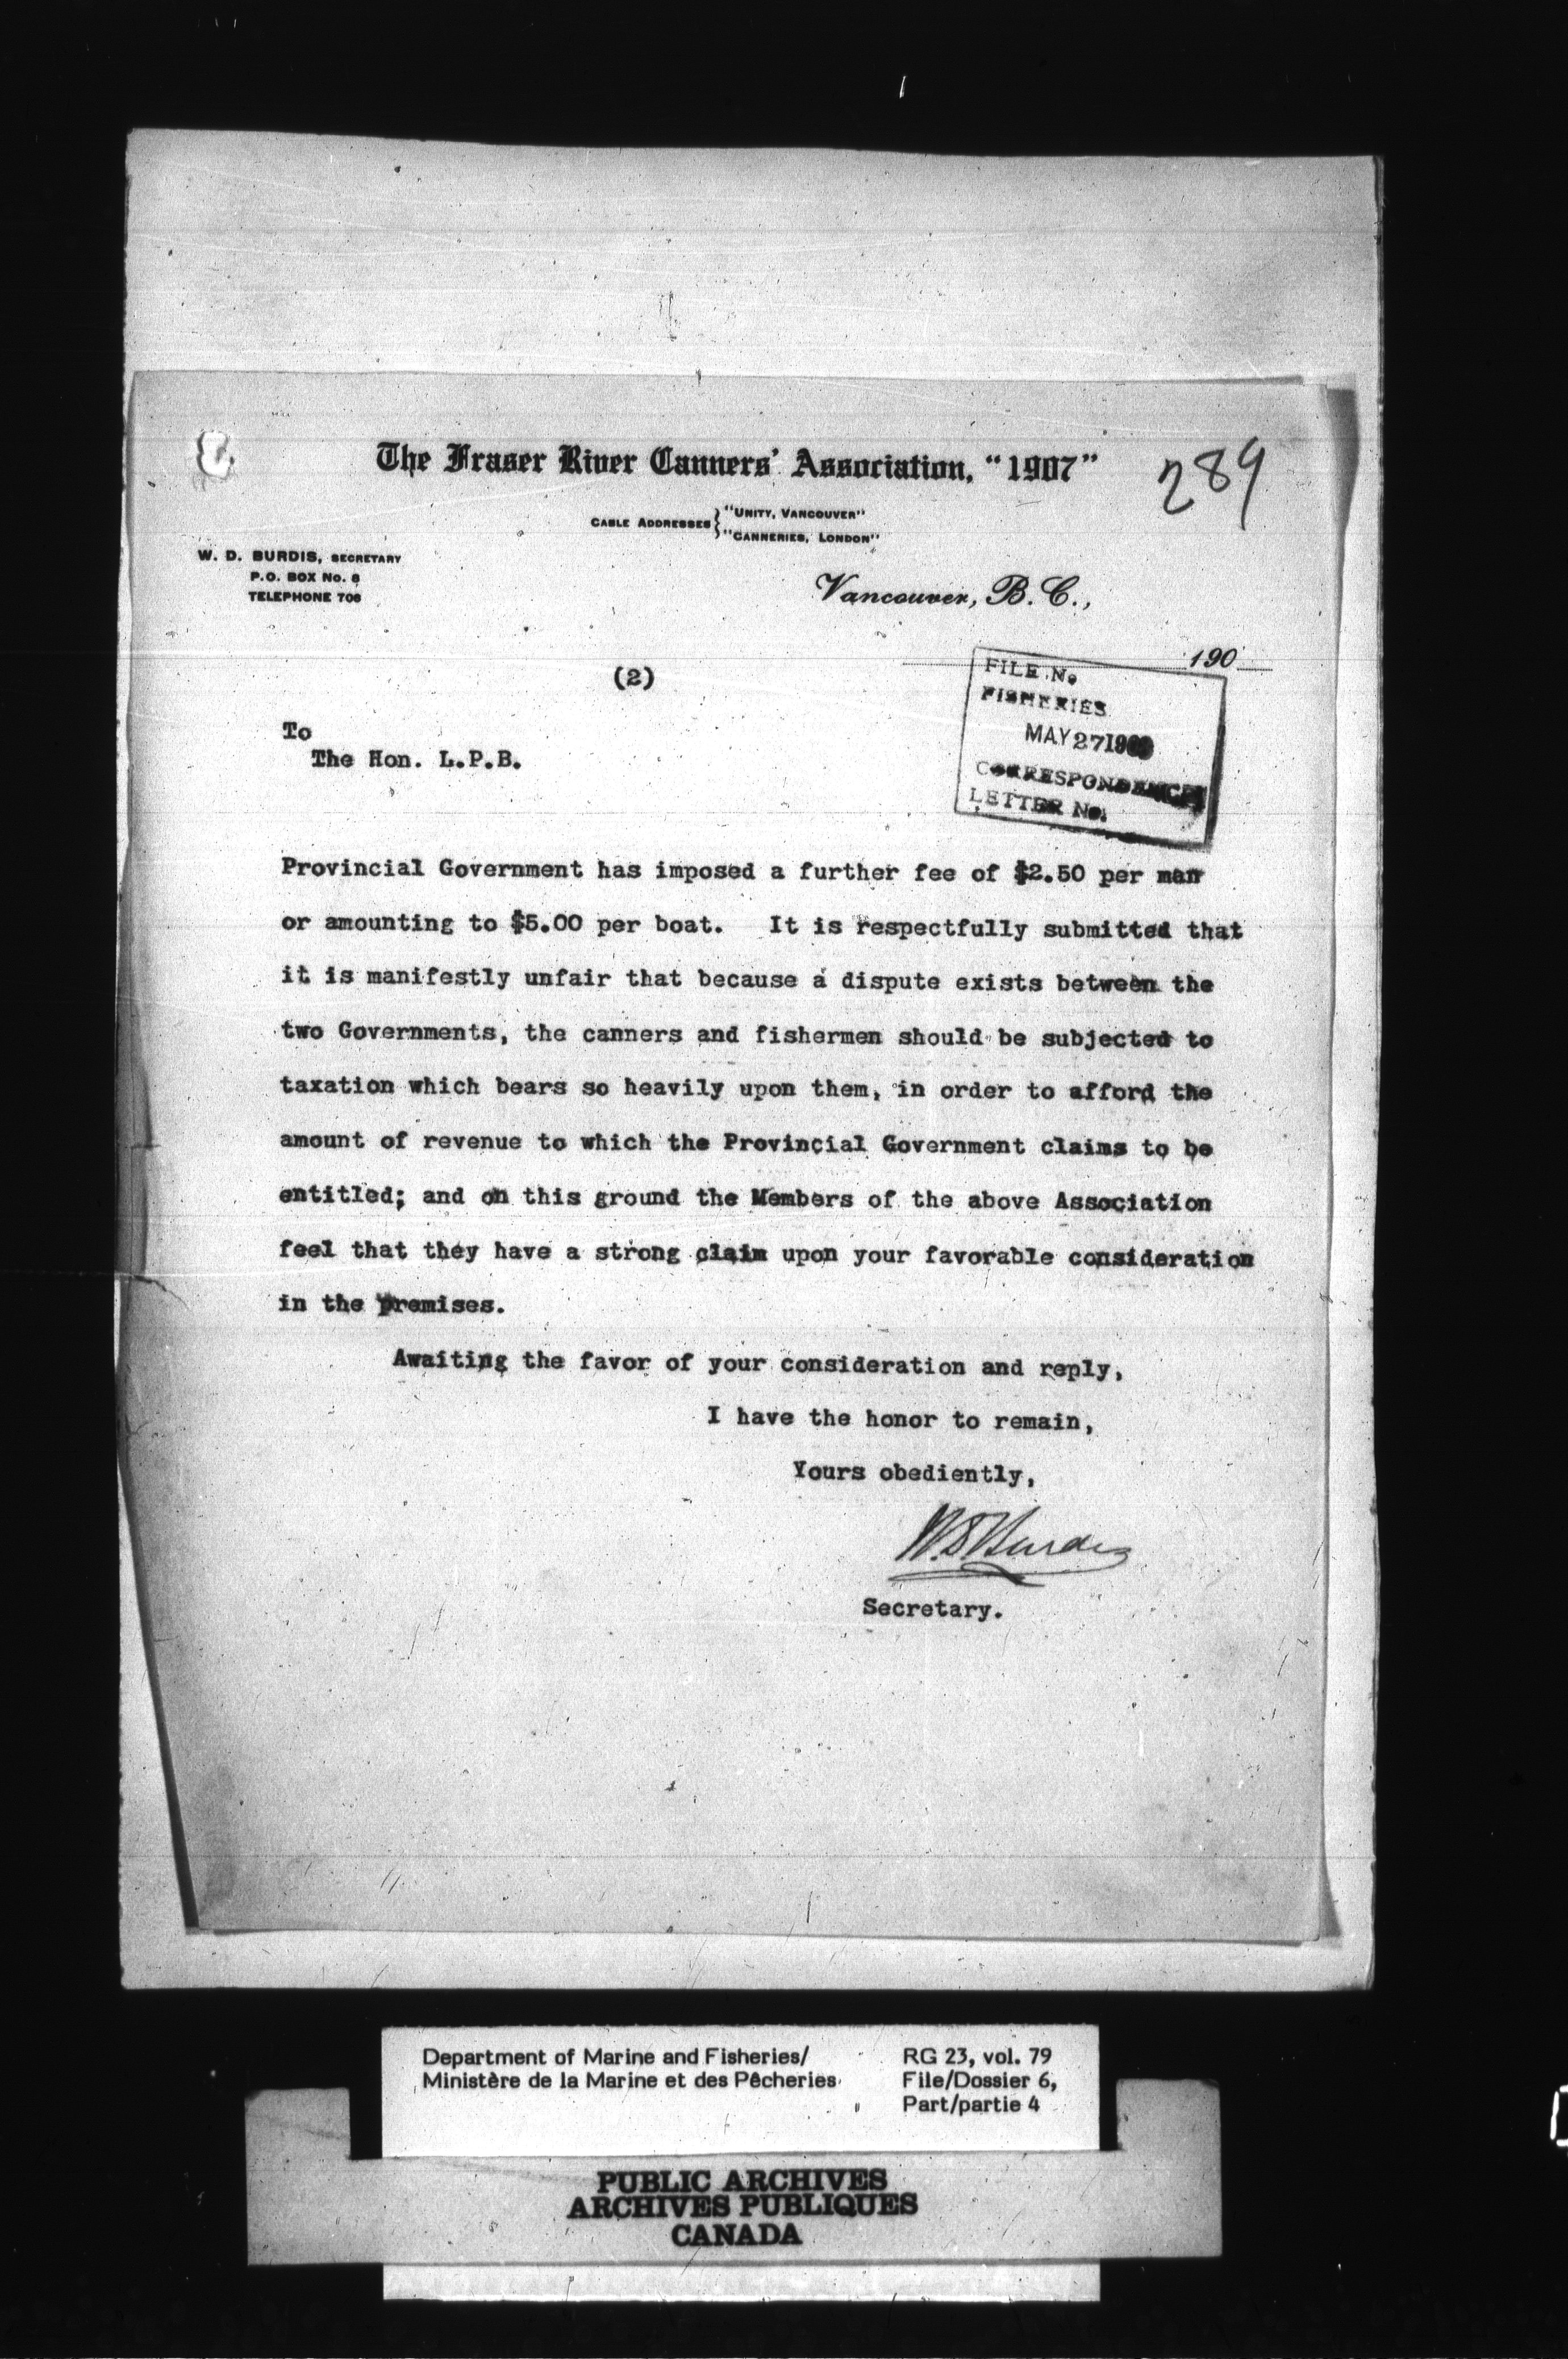 The Fraser River Canners' Association, "1907"
289
CABLE ADDRESSES { "UNITY, VANCOUVER"
"CANNERIES, LONDON"
W. D. BURDIS, SECRETARY
P.O. BOX No. 8
TELEPHONE 706
Vancouver, B. C.,
190
(2)
FILE No.
FISHERIES
MAY 27 190
CORRESPONDENCE
LETTER No.
To
The Hon. L.P.B.
Provincial Government has imposed a further fee of $2.50 per man
or amounting to $5.00 per boat. It is respectfully submitted that
it is manifestly unfair that because a dispute exists between the
two Governments, the canners and fishermen should be subjected to
taxation which bears so heavily upon them, in order to afford the
amount of revenue to which the Provincial Government claims to be
entitled; and on this ground the Members of the above Association
feel that they have a strong claim upon your favorable consideration
in the premises.
Awaiting the favor of your consideration and reply,
I have the honor to remain,
Yours obediently,
W.D. Burdis
Secretary.
Department of Marine and Fisheries/
Ministère de la Marine et des Pêcheries
RG 23, vol. 79
File/Dossier 6,
Part/partie 4
PUBLIC ARCHIVES
ARCHIVES PUBLIQUES
CANADA